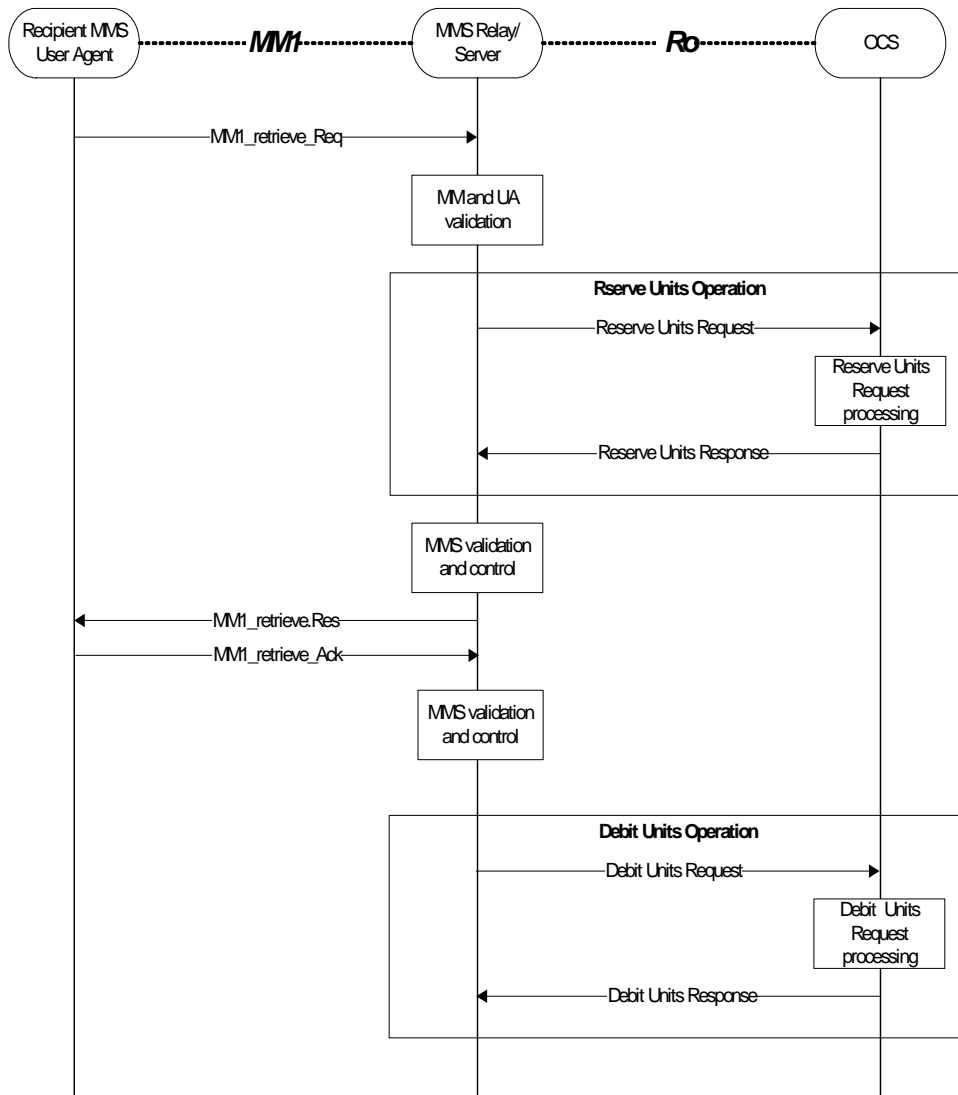 Recipient MMS
User Agent
MM1
MMS Relay/
Server
Ro
OCS
MM1_retrieve_Req
MM and UA
validation
Rserve Units Operation
Reserve Units Request
Reserve Units
Request
processing
Reserve Units Response
MMS validation
and control
MM1_retrieve.Res
MM1_retrieve_Ack
MMS validation
and control
Debit Units Operation
Debit Units Request
Debit Units
Request
processing
Debit Units Response